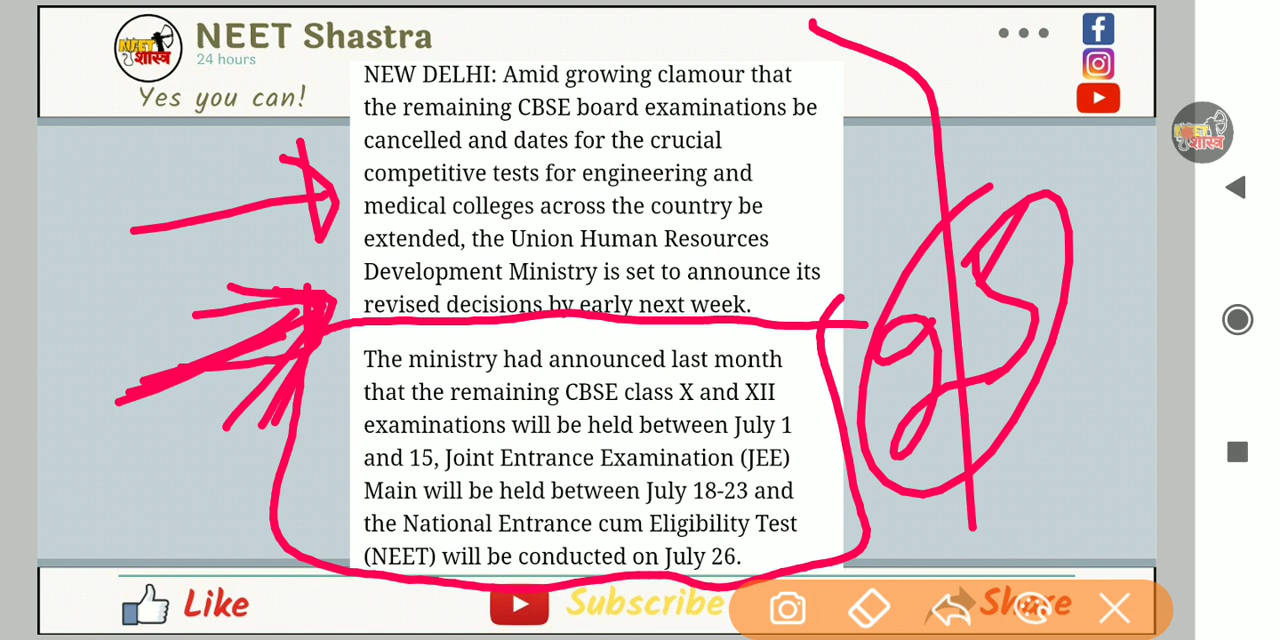 NEET शास्त्र
NEET Shastra
24 hours
Yes you can!
NEW DELHI: Amid growing clamour that
the remaining CBSE board examinations be
cancelled and dates for the crucial
competitive tests for engineering and
medical colleges across the country be
extended, the Union Human Resources
Development Ministry is set to announce its
revised decisions by early next week.
The ministry had announced last month
that the remaining CBSE class X and XII
examinations will be held between July 1
and 15, Joint Entrance Examination (JEE)
Main will be held between July 18-23 and
the National Entrance cum Eligibility Test
(NEET) will be conducted on July 26.
25
NEET शास्त्र
Like
Subscribe
Share